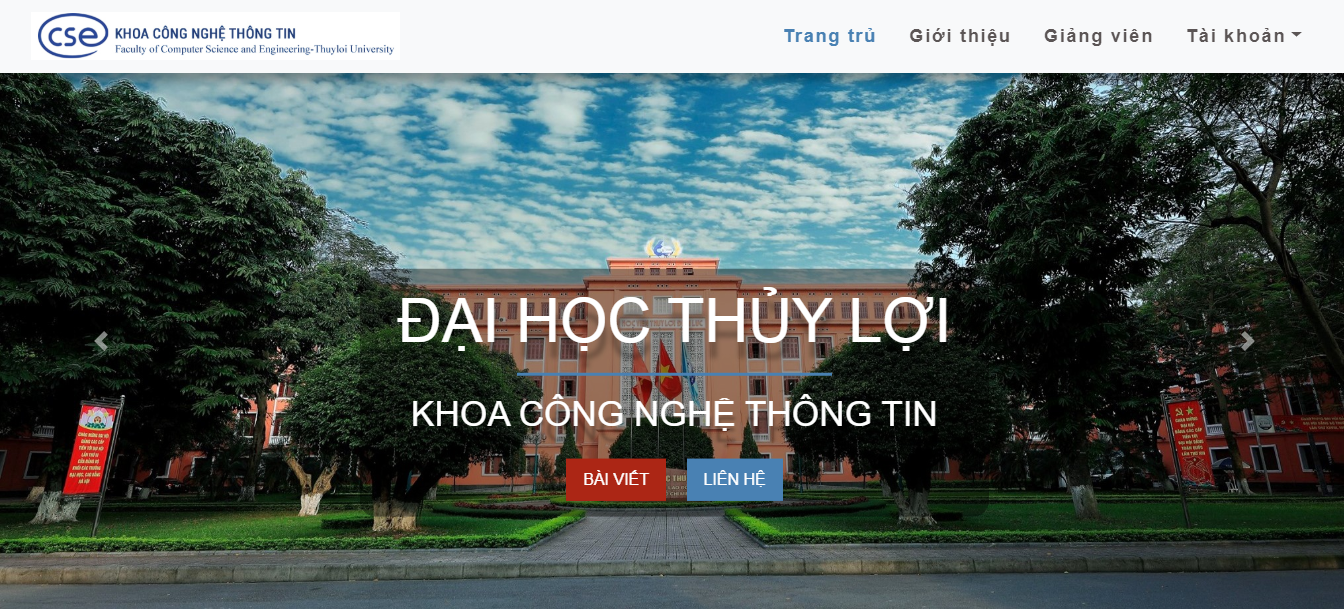 cse KHOA CÔNG NGHỆ THÔNG TIN
Faculty of Computer Science and Engineering-Thuyloi University
Trang trủ Giới thiệu Giảng viên Tài khoản
ĐẠI HỌC THỦY LỢI
KHOA CÔNG NGHỆ THÔNG TIN
BÀI VIẾT LIÊN HỆ